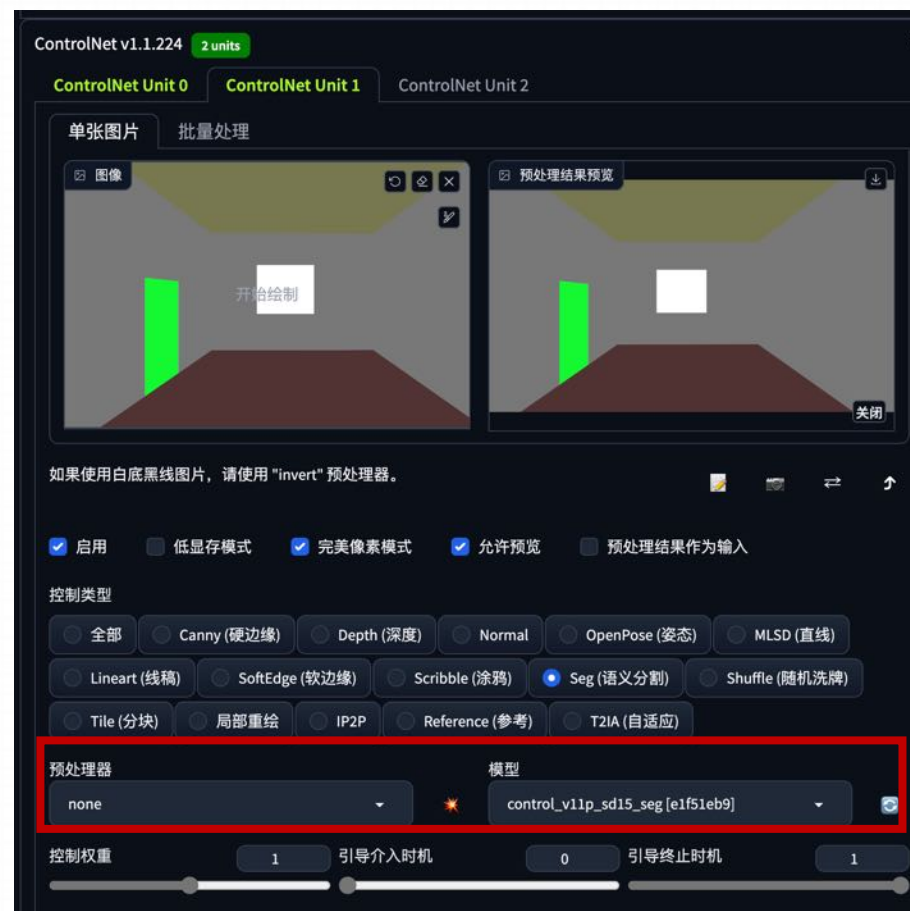 ControlNet v1.1.224 2 units
ControlNet Unit 0 ControlNet Unit 1 ControlNet Unit 2
单张图片 批量处理
图像 预处理结果预览
开始绘制
关闭
如果使用白底黑线图片，请使用 "invert" 预处理器。
启用 低显存模式 完美像素模式 允许预览 预处理结果作为输入
控制类型
全部 Canny (硬边缘) Depth (深度) Normal OpenPose (姿态) MLSD (直线)
Lineart (线稿) SoftEdge (软边缘) Scribble (涂鸦) Seg (语义分割) Shuffle (随机洗牌)
Tile (分块) 局部重绘 IP2P Reference (参考) T2IA (自适应)
预处理器 模型
none control_v11p_sd15_seg [e1f51eb9]
控制权重 1 引导介入时机 0 引导终止时机 1